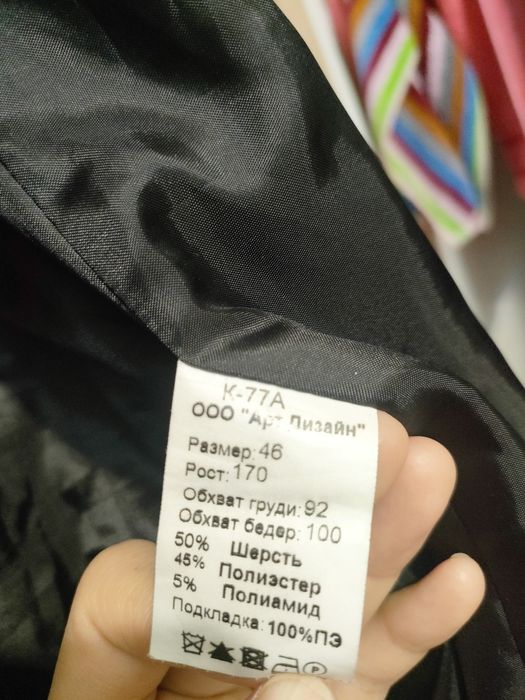 К-77А
ООО "Арт Дизайн"
Размер: 46
Рост: 170
Обхват груди: 92
Обхват бедер: 100
50% Шерсть
45% Полиэстер
5% Полиамид
Подкладка: 100%ПЭ
P